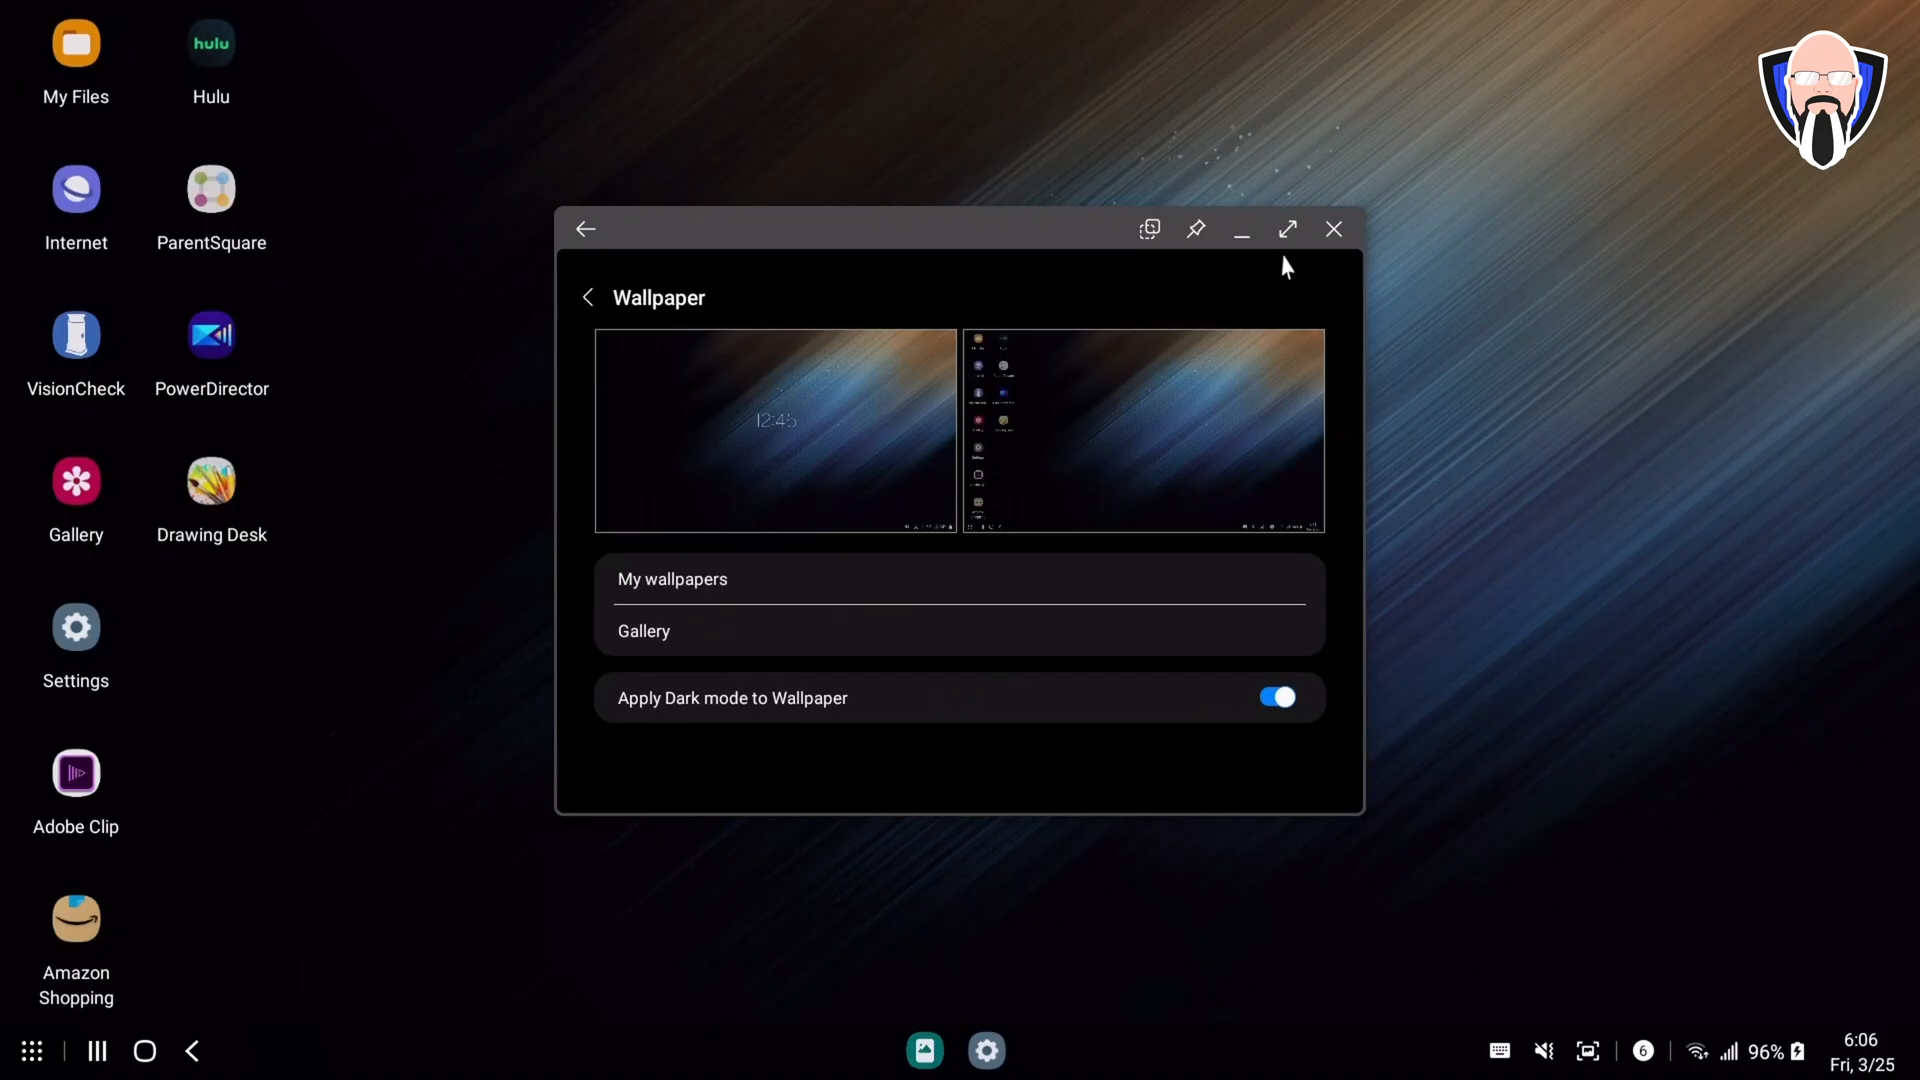 My Files
hulu
Hulu
Internet
ParentSquare
VisionCheck
PowerDirector
Gallery
Drawing Desk
Settings
Adobe Clip
Amazon
Shopping
Wallpaper
12:45
My wallpapers
Gallery
Apply Dark mode to Wallpaper
6
96%
6:06
Fri, 3/25